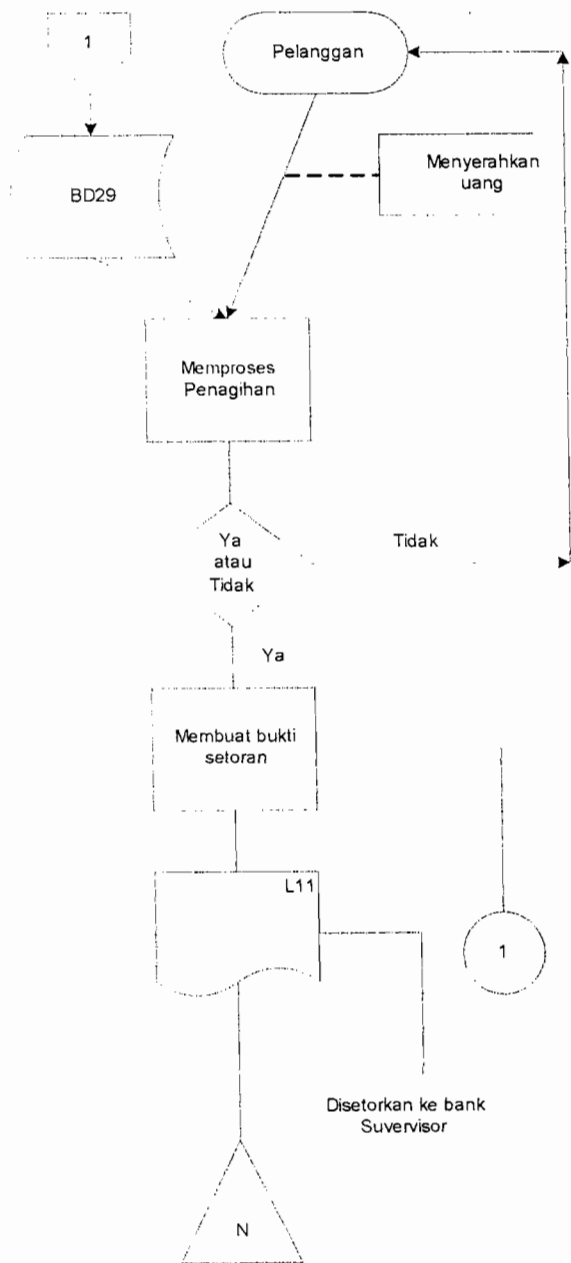 1
Pelanggan
BD29
Menyerahkan
uang
Memproses
Penagihan
Ya
atau
Tidak
Tidak
Ya
Membuat bukti
setoran
L11
1
Disetorkan ke bank
Suvervisor
N